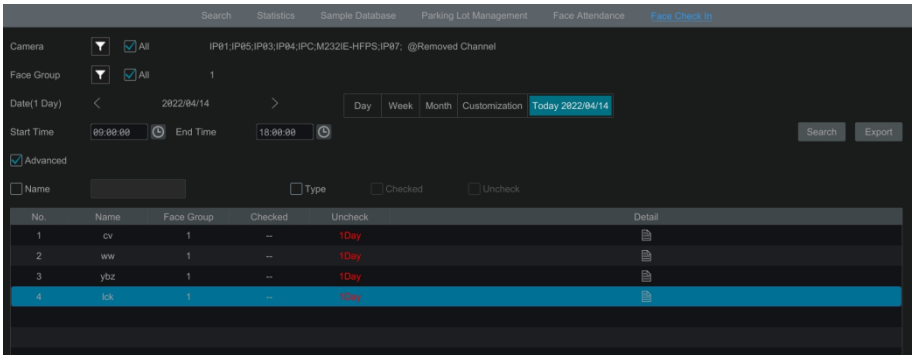 Search Statistics Sample Database Parking Lot Management Face Attendance Face Check In
Camera All IP01;IP05;IP03;IP04;IPC;M232IE-HFPS;IP07; @Removed Channel
Face Group All 1
Date(1 Day) < 2022/04/14 > Day Week Month Customization Today 2022/04/14
Start Time 09:00:00 End Time 18:00:00 Search Export
Advanced
Name Type Checked Uncheck
No. Name Face Group Checked Uncheck Detail
1 cv 1 -- 1Day
2 ww 1 -- 1Day
3 ybz 1 -- 1Day
4 lck 1 -- 1Day